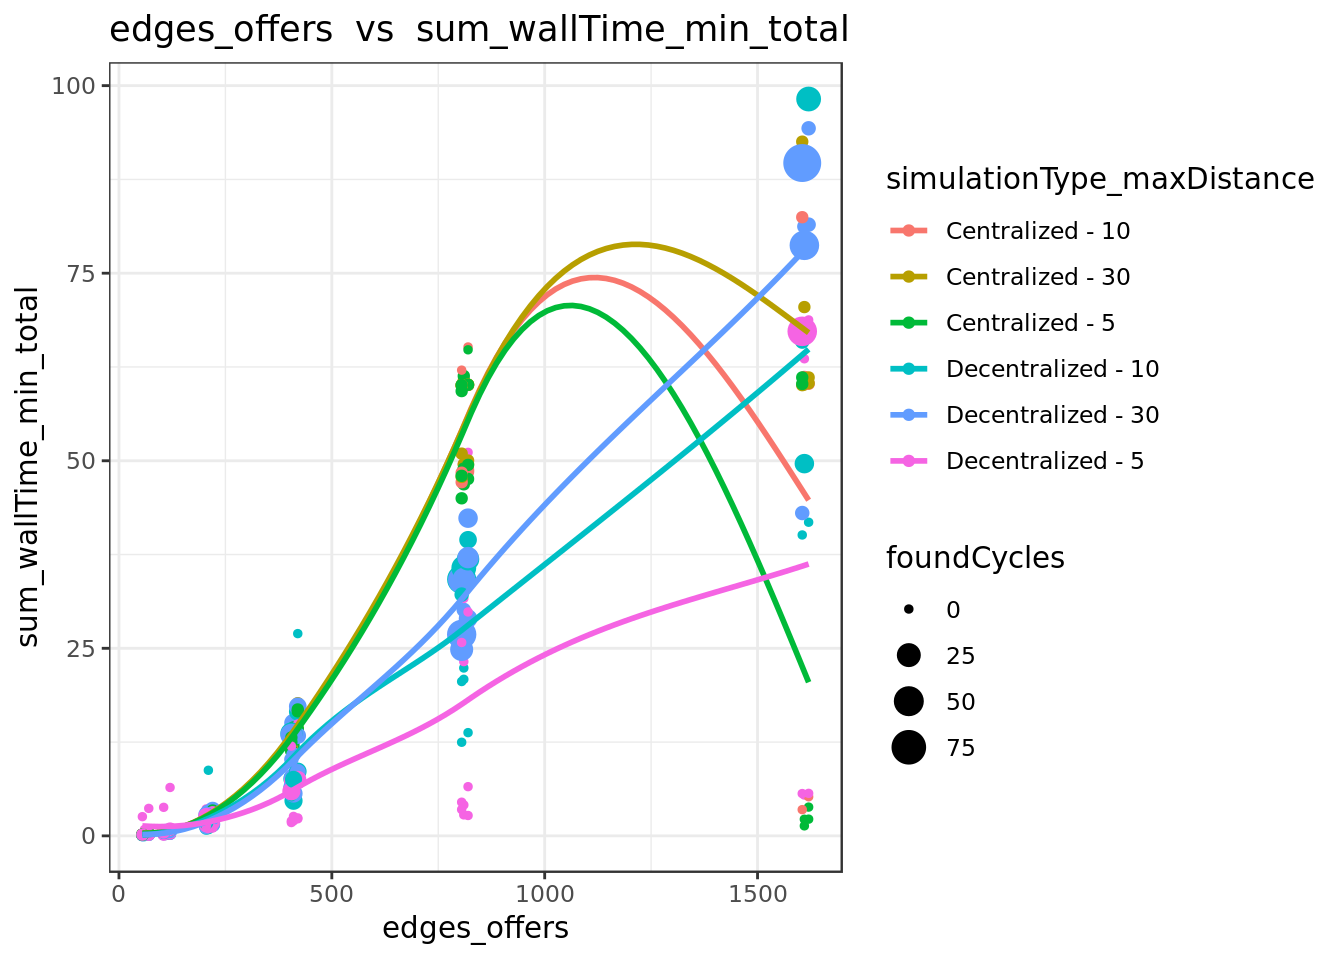 edges_offers vs sum_wallTime_min_total
100
75
50
25
0
sum_wallTime_min_total
0
500
1000
1500
edges_offers
simulationType_maxDistance
Centralized - 10
Centralized - 30
Centralized - 5
Decentralized - 10
Decentralized - 30
Decentralized - 5
foundCycles
0
25
50
75